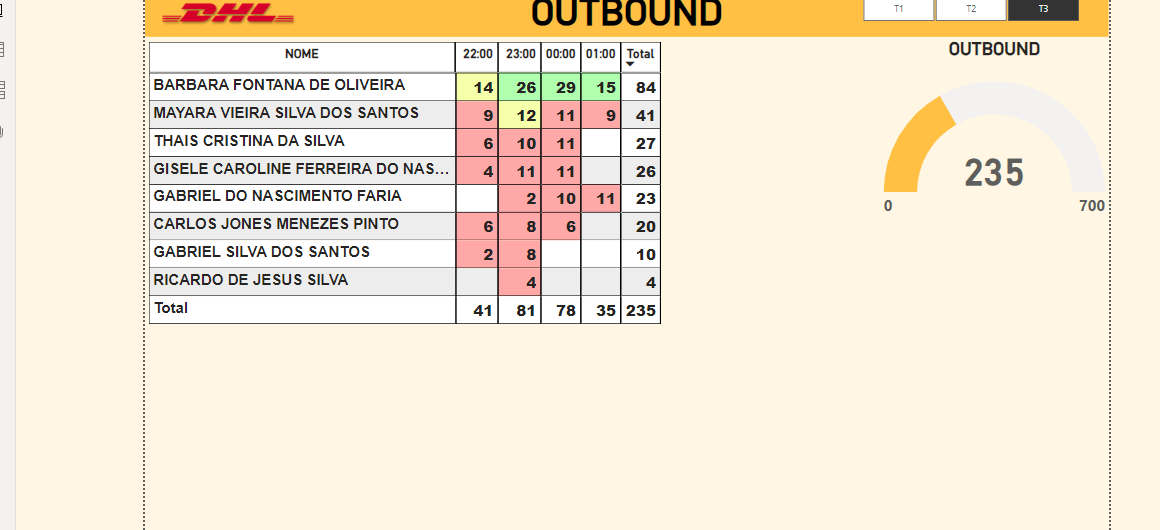 DHL OUTBOUND T1 T2 T3
NOME 22:00 23:00 00:00 01:00 Total
BARBARA FONTANA DE OLIVEIRA 14 26 29 15 84
MAYARA VIEIRA SILVA DOS SANTOS 9 12 11 9 41
THAIS CRISTINA DA SILVA 6 10 11 27
GISELE CAROLINE FERREIRA DO NAS... 4 11 11 26
GABRIEL DO NASCIMENTO FARIA 2 10 11 23
CARLOS JONES MENEZES PINTO 6 8 6 20
GABRIEL SILVA DOS SANTOS 2 8 10
RICARDO DE JESUS SILVA 4 4
Total 41 81 78 35 235
OUTBOUND
235
0 700